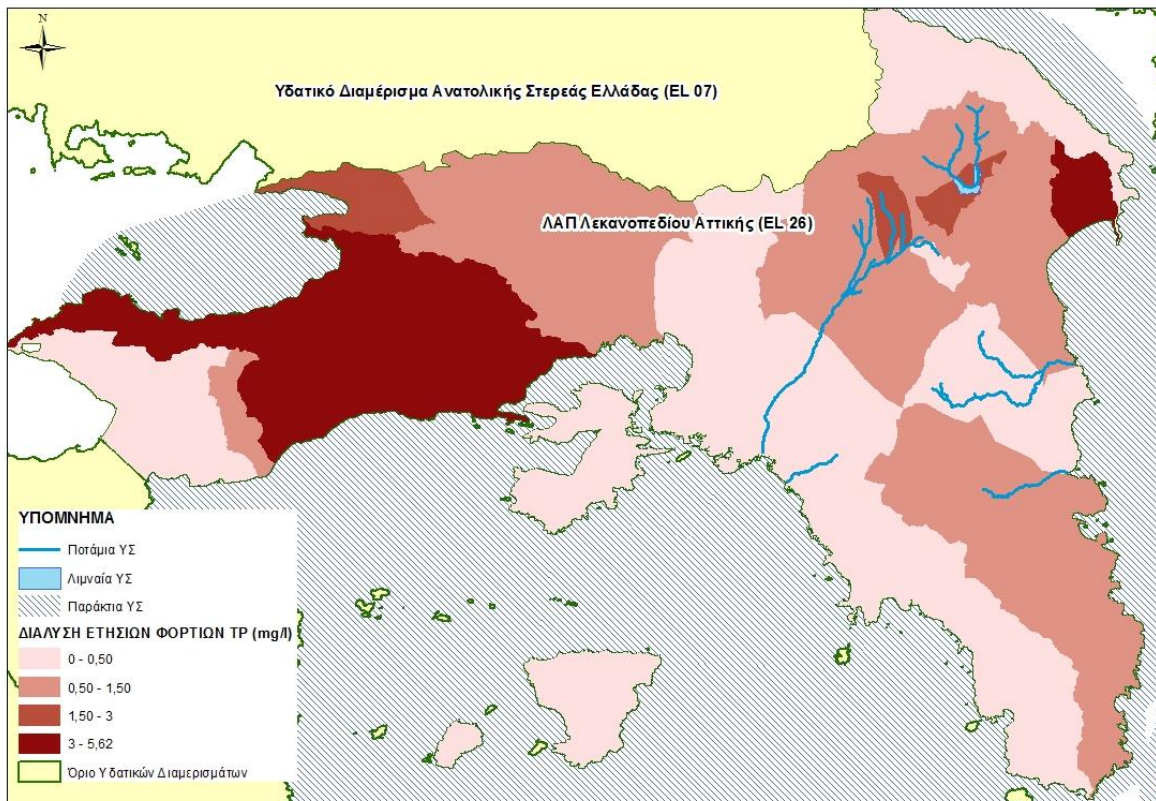 N
Υδατικό Διαμέρισμα Ανατολικής Στερεάς Ελλάδας (EL 07)
ΛΑΠ Λεκανοπεδίου Αττικής (EL 26)
ΥΠΟΜΝΗΜΑ
Ποτάμια ΥΣ
Λιμναία ΥΣ
Παράκτια ΥΣ
ΔΙΑΛΥΣΗ ΕΤΗΣΙΩΝ ΦΟΡΤΙΩΝ TP (mg/l)
0 - 0,50
0,50 - 1,50
1,50 - 3
3 - 5,62
Όριο Υδατικών Διαμερισμάτων